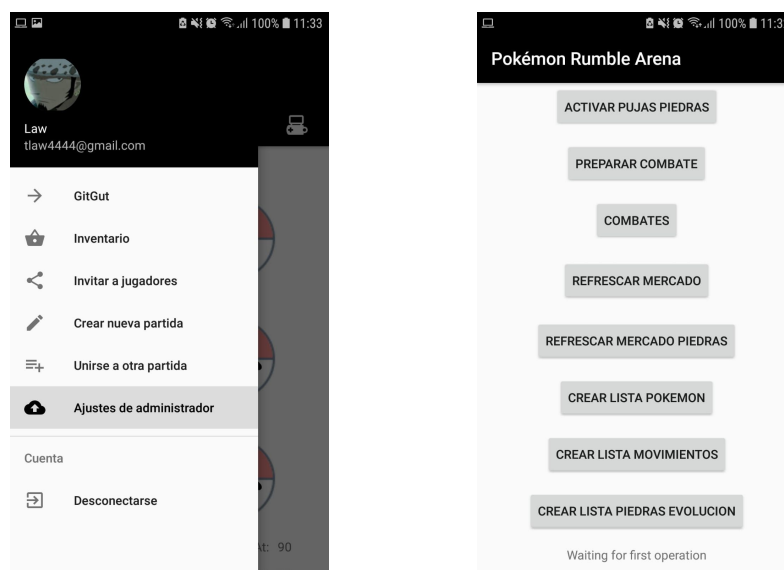 100% 11:33
Law
tlaw4444@gmail.com
GitGut
Inventario
Invitar a jugadores
Crear nueva partida
Unirse a otra partida
Ajustes de administrador
Cuenta
Desconectarse
At: 90
100% 11:3
Pokémon Rumble Arena
ACTIVAR PUJAS PIEDRAS
PREPARAR COMBATE
COMBATES
REFRESCAR MERCADO
REFRESCAR MERCADO PIEDRAS
CREAR LISTA POKEMON
CREAR LISTA MOVIMIENTOS
CREAR LISTA PIEDRAS EVOLUCION
Waiting for first operation